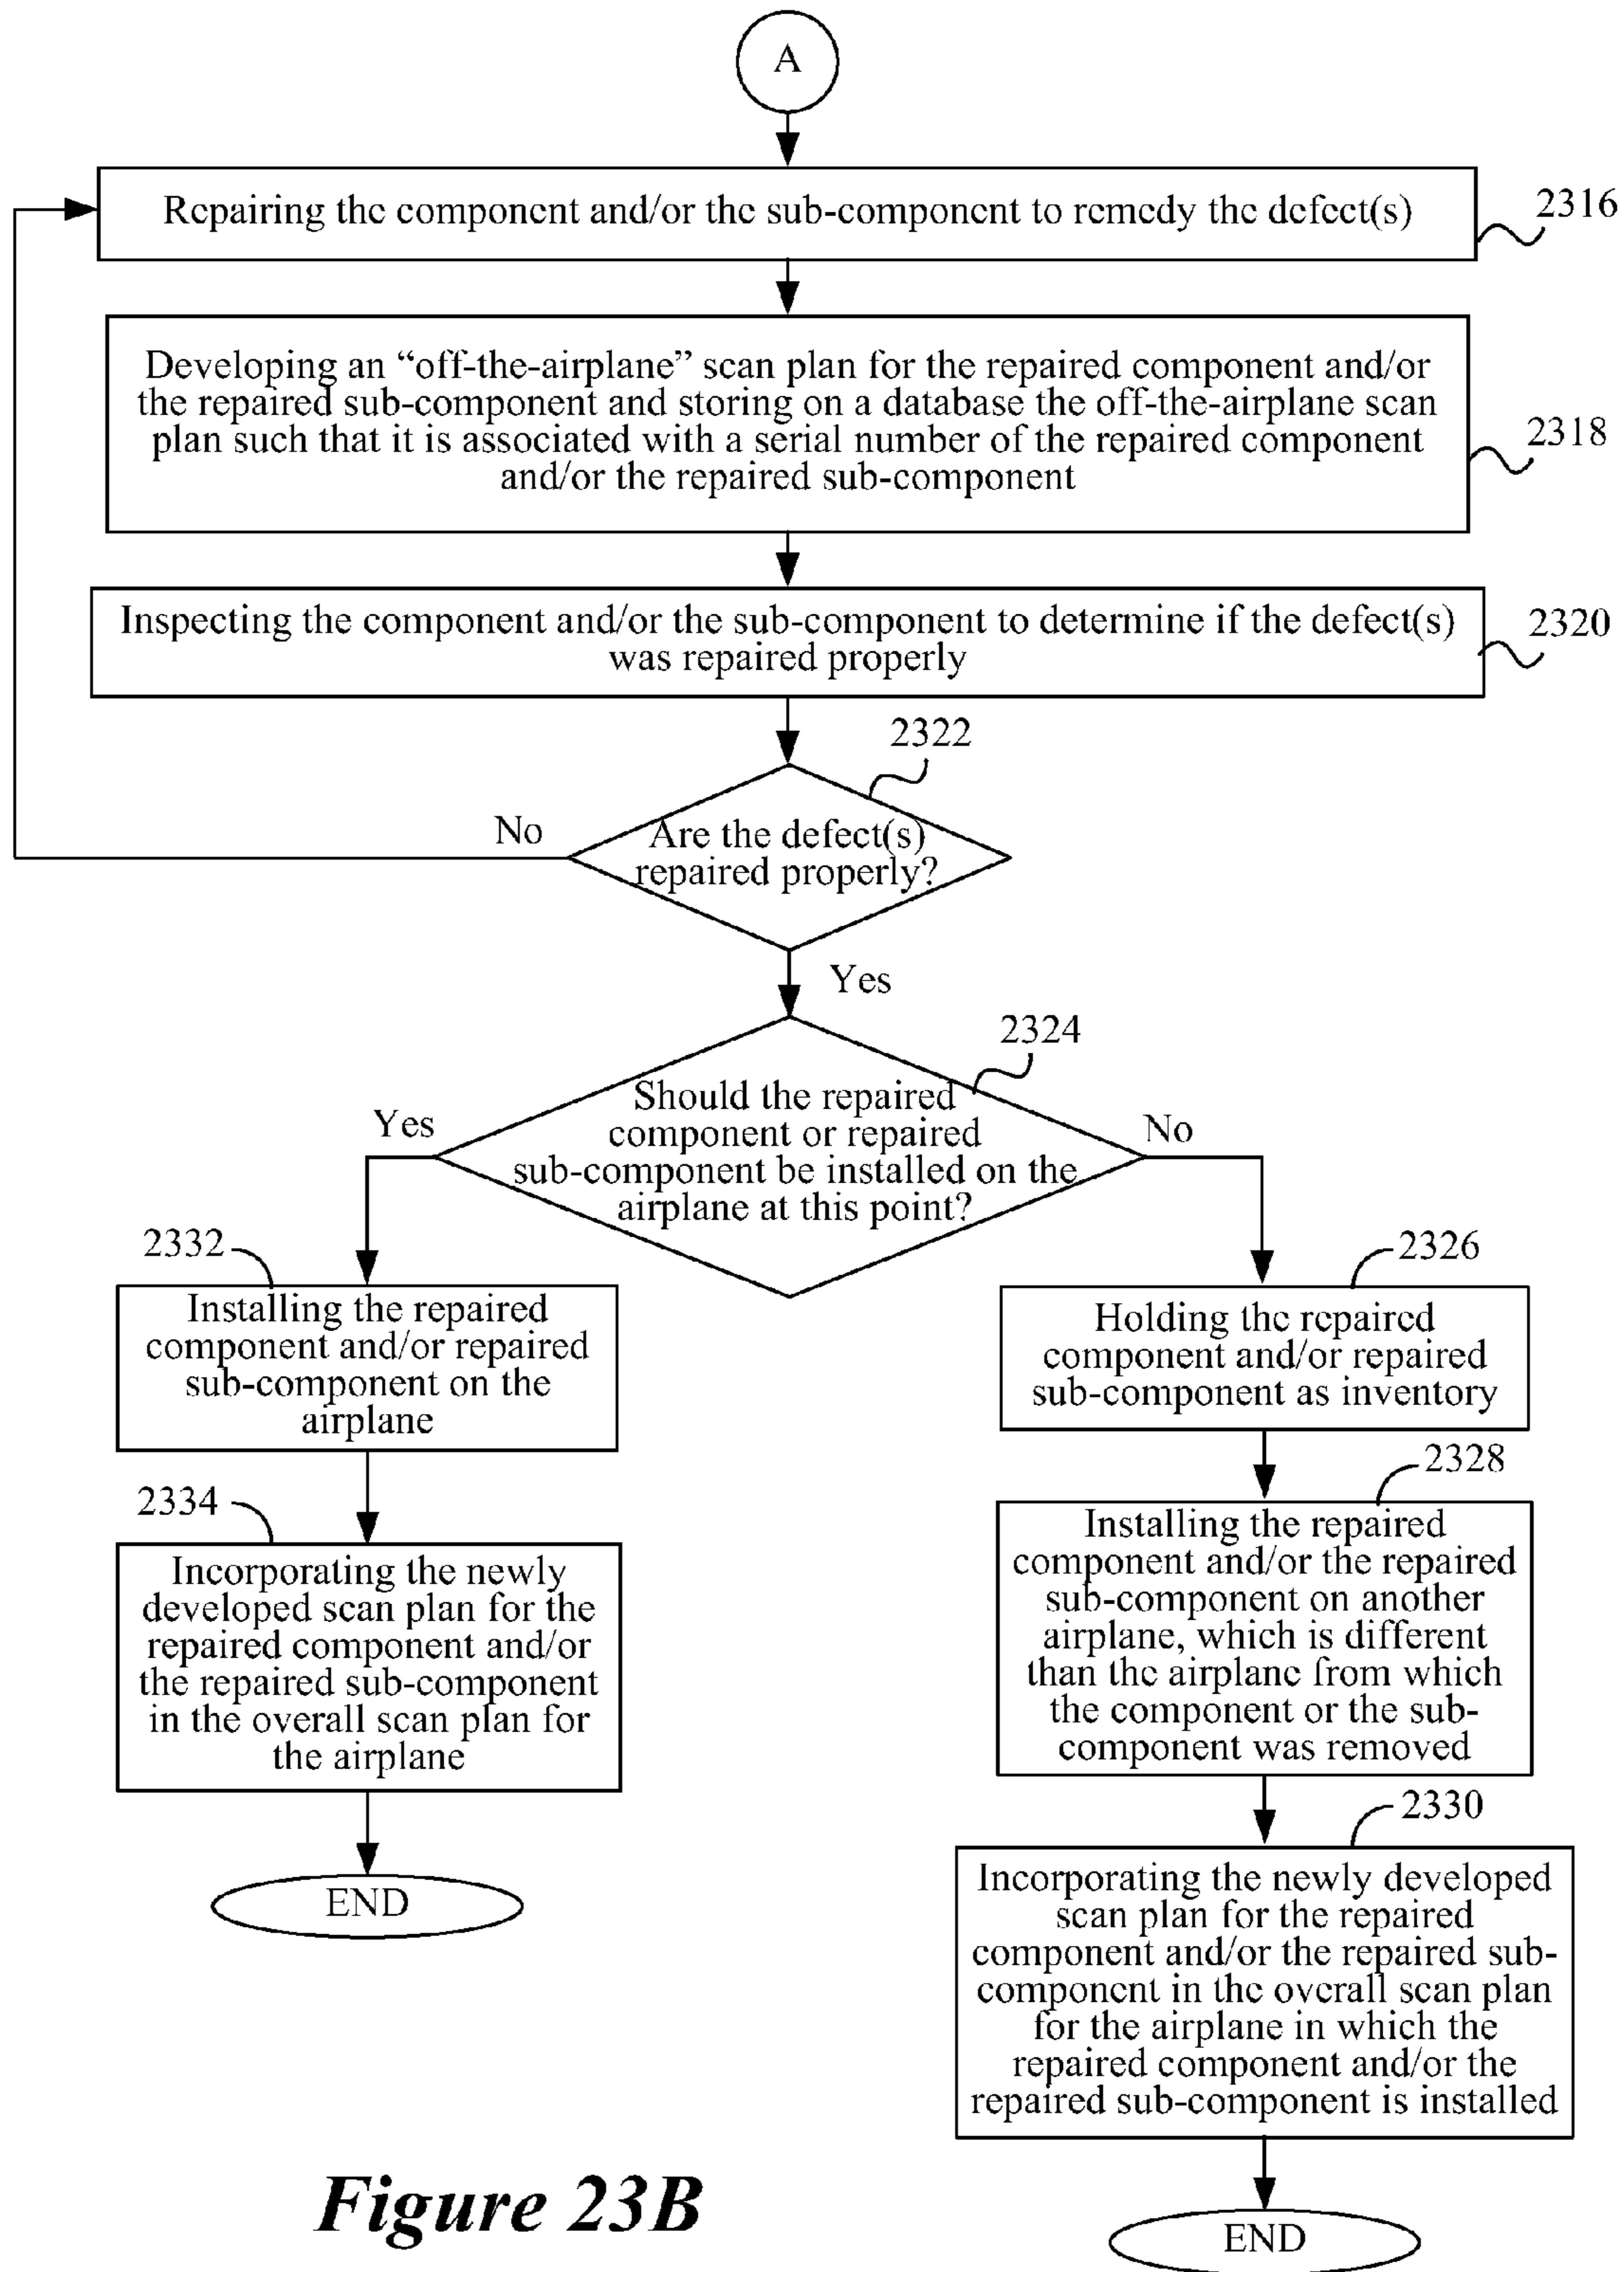 A
Repairing the component and/or the sub-component to remedy the defect(s)
2316
Developing an “off-the-airplane” scan plan for the repaired component and/or
the repaired sub-component and storing on a database the off-the-airplane scan
plan such that it is associated with a serial number of the repaired component
and/or the repaired sub-component
2318
Inspecting the component and/or the sub-component to determine if the defect(s)
was repaired properly
2320
2322
No
Are the defect(s)
repaired properly?
Yes
2324
Should the repaired
component or repaired
sub-component be installed on the
airplane at this point?
Yes
No
2332
Installing the repaired
component and/or repaired
sub-component on the
airplane
2334
Incorporating the newly
developed scan plan for the
repaired component and/or
the repaired sub-component
in the overall scan plan for
the airplane
END
2326
Holding the repaired
component and/or repaired
sub-component as inventory
2328
Installing the repaired
component and/or the repaired
sub-component on another
airplane, which is different
than the airplane from which
the component or the sub-
component was removed
2330
Incorporating the newly developed
scan plan for the repaired
component and/or the repaired sub-
component in the overall scan plan
for the airplane in which the
repaired component and/or the
repaired sub-component is installed
END
Figure 23B